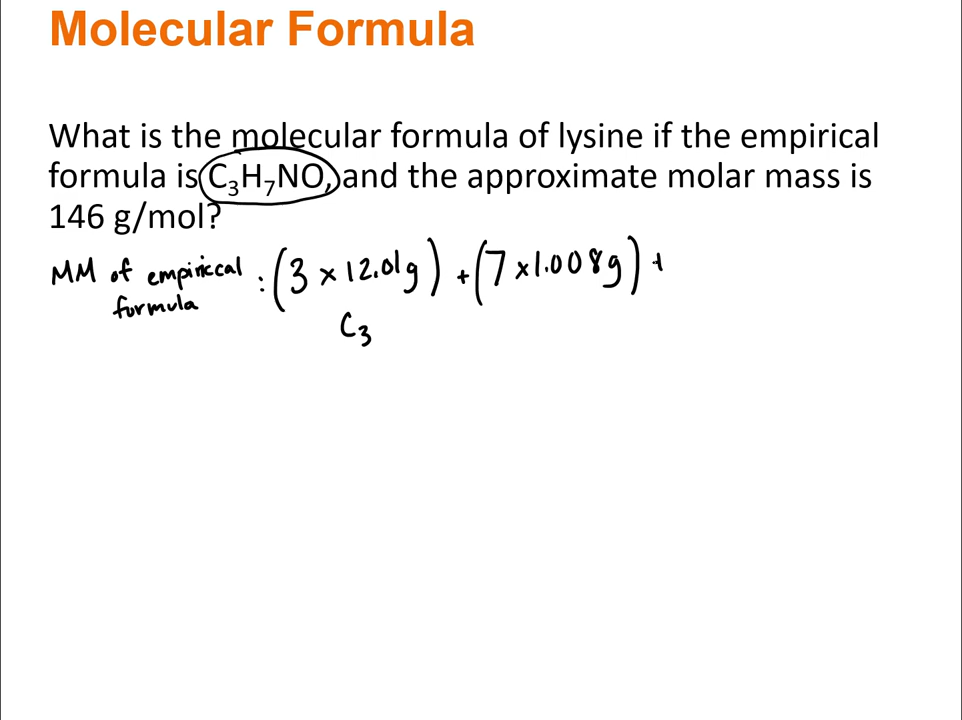 Molecular Formula
What is the molecular formula of lysine if the empirical
formula is C₃H₇NO, and the approximate molar mass is
146 g/mol?
MM of empiriccal : (3 x 12.01g) + (7 x 1.008g) +
formula
C₃